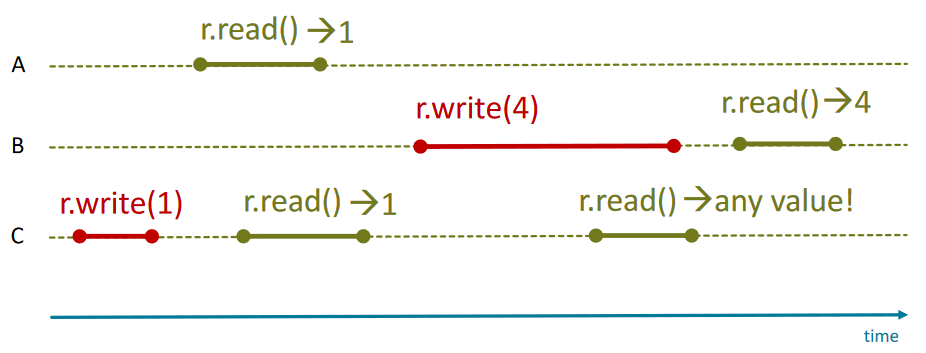 r.read() → 1
A
r.write(4)
r.read() → 4
B
r.write(1)
r.read() → 1
r.read() → any value!
C
time